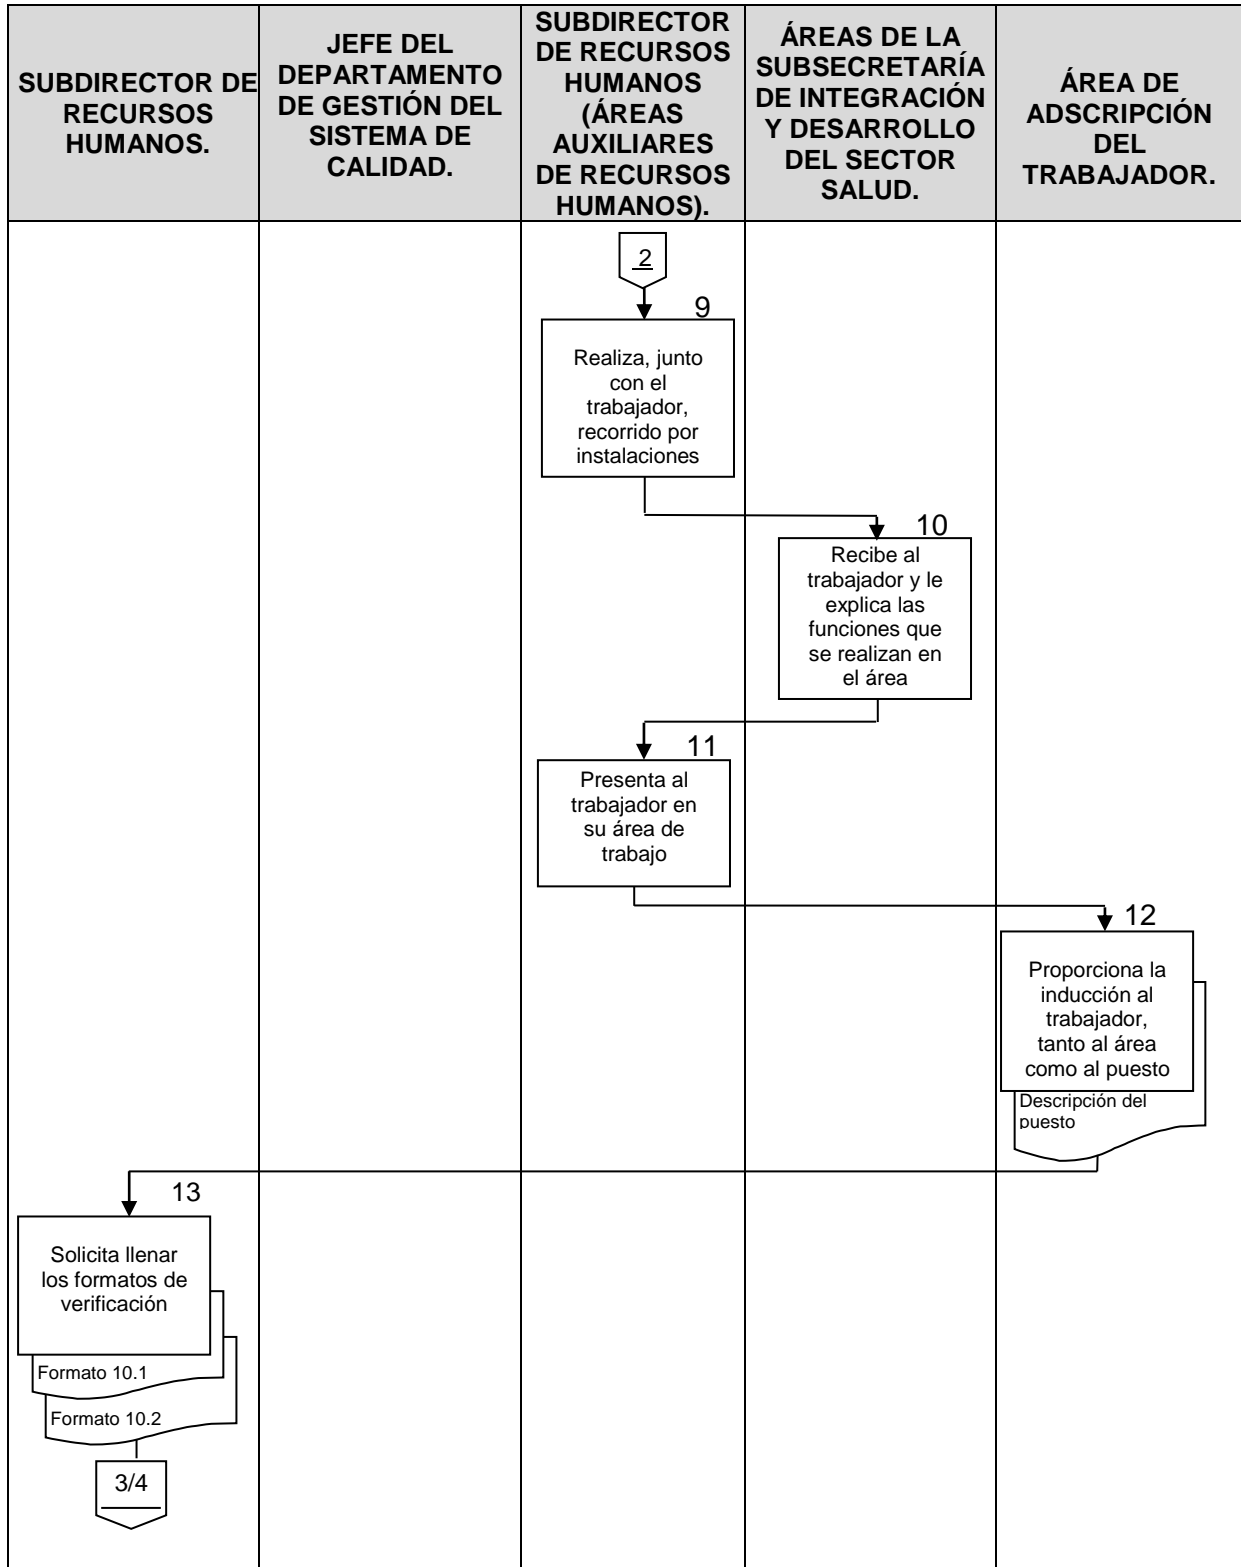 SUBDIRECTOR DE
RECURSOS
HUMANOS.
JEFE DEL
DEPARTAMENTO
DE GESTIÓN DEL
SISTEMA DE
CALIDAD.
SUBDIRECTOR
DE RECURSOS
HUMANOS
(ÁREAS
AUXILIARES
DE RECURSOS
HUMANOS).
ÁREAS DE LA
SUBSECRETARÍA
DE INTEGRACIÓN
Y DESARROLLO
DEL SECTOR
SALUD.
ÁREA DE
ADSCRIPCIÓN
DEL
TRABAJADOR.
2
9
Realiza, junto
con el
trabajador,
recorrido por
instalaciones
10
Recibe al
trabajador y le
explica las
funciones que
se realizan en
el área
11
Presenta al
trabajador en
su área de
trabajo
12
Proporciona la
inducción al
trabajador,
tanto al área
como al puesto
Descripción del
puesto
13
Solicita llenar
los formatos de
verificación
Formato 10.1
Formato 10.2
3/4